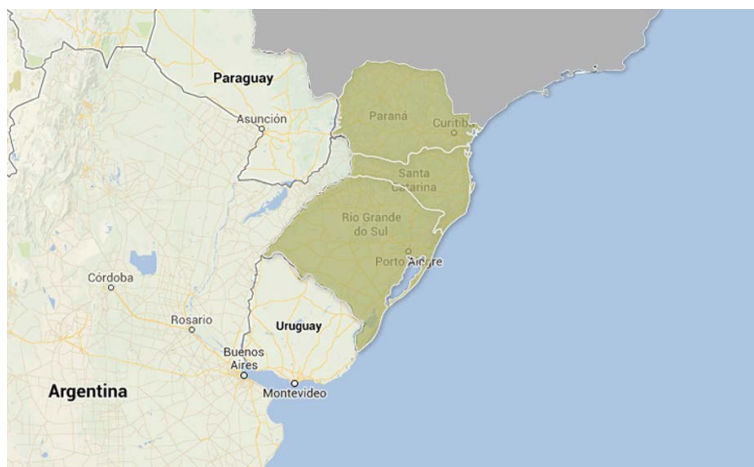 Paraguay
Asunción
Paraná
Curitiba
Santa
Catarina
Rio Grande
do Sul
Porto Alegre
Córdoba
Rosario
Uruguay
Buenos
Aires
Montevideo
Argentina